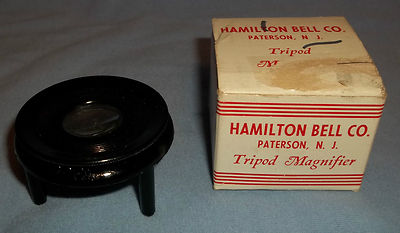 HAMILTON BELL CO.
PATERSON, N. J.
Tripod
HAMILTON BELL CO.
PATERSON, N. J.
Tripod Magnifier